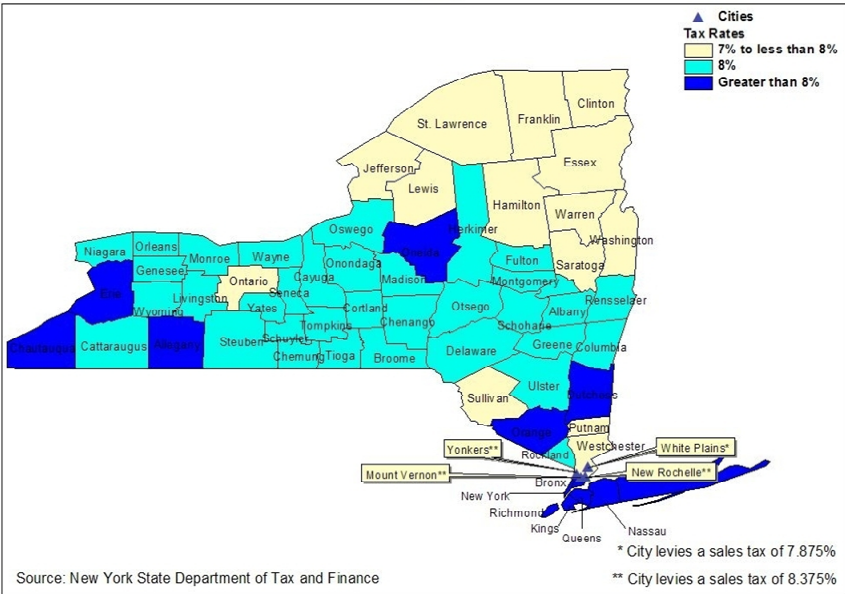 Cities
Tax Rates
7% to less than 8%
8%
Greater than 8%
Clinton
Franklin
St. Lawrence
Essex
Jefferson
Lewis
Hamilton
Warren
Washington
Oswego
Herkimer
Oneida
Saratoga
Niagara
Orleans
Monroe
Wayne
Onondaga
Fulton
Genesee
Cayuga
Madison
Montgomery
Ontario
Seneca
Erie
Livingston
Wyoming
Yates
Cortland
Otsego
Albany
Rensselaer
Tompkins
Chenango
Schoharie
Chautauqua
Cattaraugus
Allegany
Steuben
Schuyler
Chemung
Tioga
Broome
Delaware
Greene
Columbia
Ulster
Dutchess
Sullivan
Orange
Putnam
Westchester
Rockland
Yonkers**
White Plains*
Mount Vernon**
New Rochelle**
Bronx
New York
Richmond
Kings
Queens
Nassau
* City levies a sales tax of 7.875%
Source: New York State Department of Tax and Finance
** City levies a sales tax of 8.375%